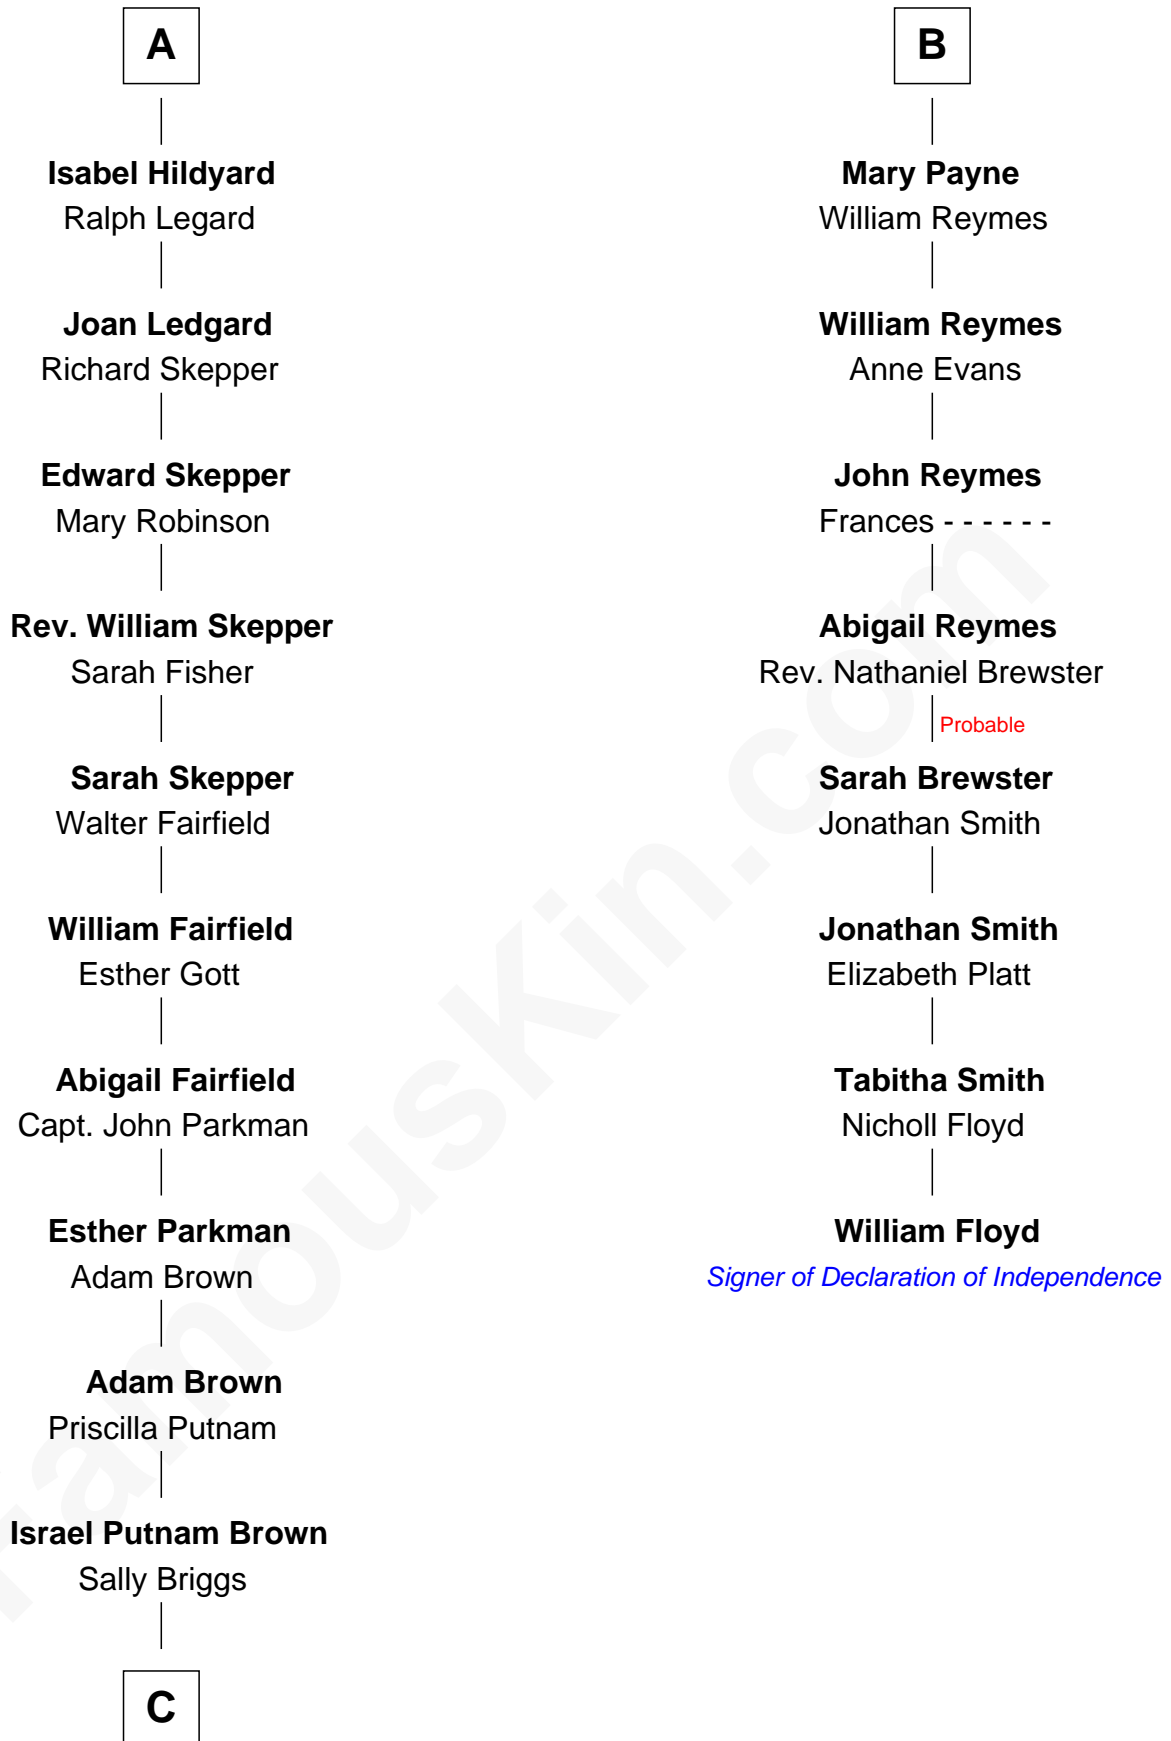 A
Isabel Hildyard
Ralph Legard
Joan Ledgard
Richard Skepper
Edward Skepper
Mary Robinson
Rev. William Skepper
Sarah Fisher
Sarah Skepper
Walter Fairfield
William Fairfield
Esther Gott
Abigail Fairfield
Capt. John Parkman
Esther Parkman
Adam Brown
Adam Brown
Priscilla Putnam
Israel Putnam Brown
Sally Briggs
C
B
Mary Payne
William Reymes
William Reymes
Anne Evans
John Reymes
Frances - - - - - -
Abigail Reymes
Rev. Nathaniel Brewster
Probable
Sarah Brewster
Jonathan Smith
Jonathan Smith
Elizabeth Platt
Tabitha Smith
Nicholl Floyd
William Floyd
Signer of Declaration of Independence
FamousKin.com